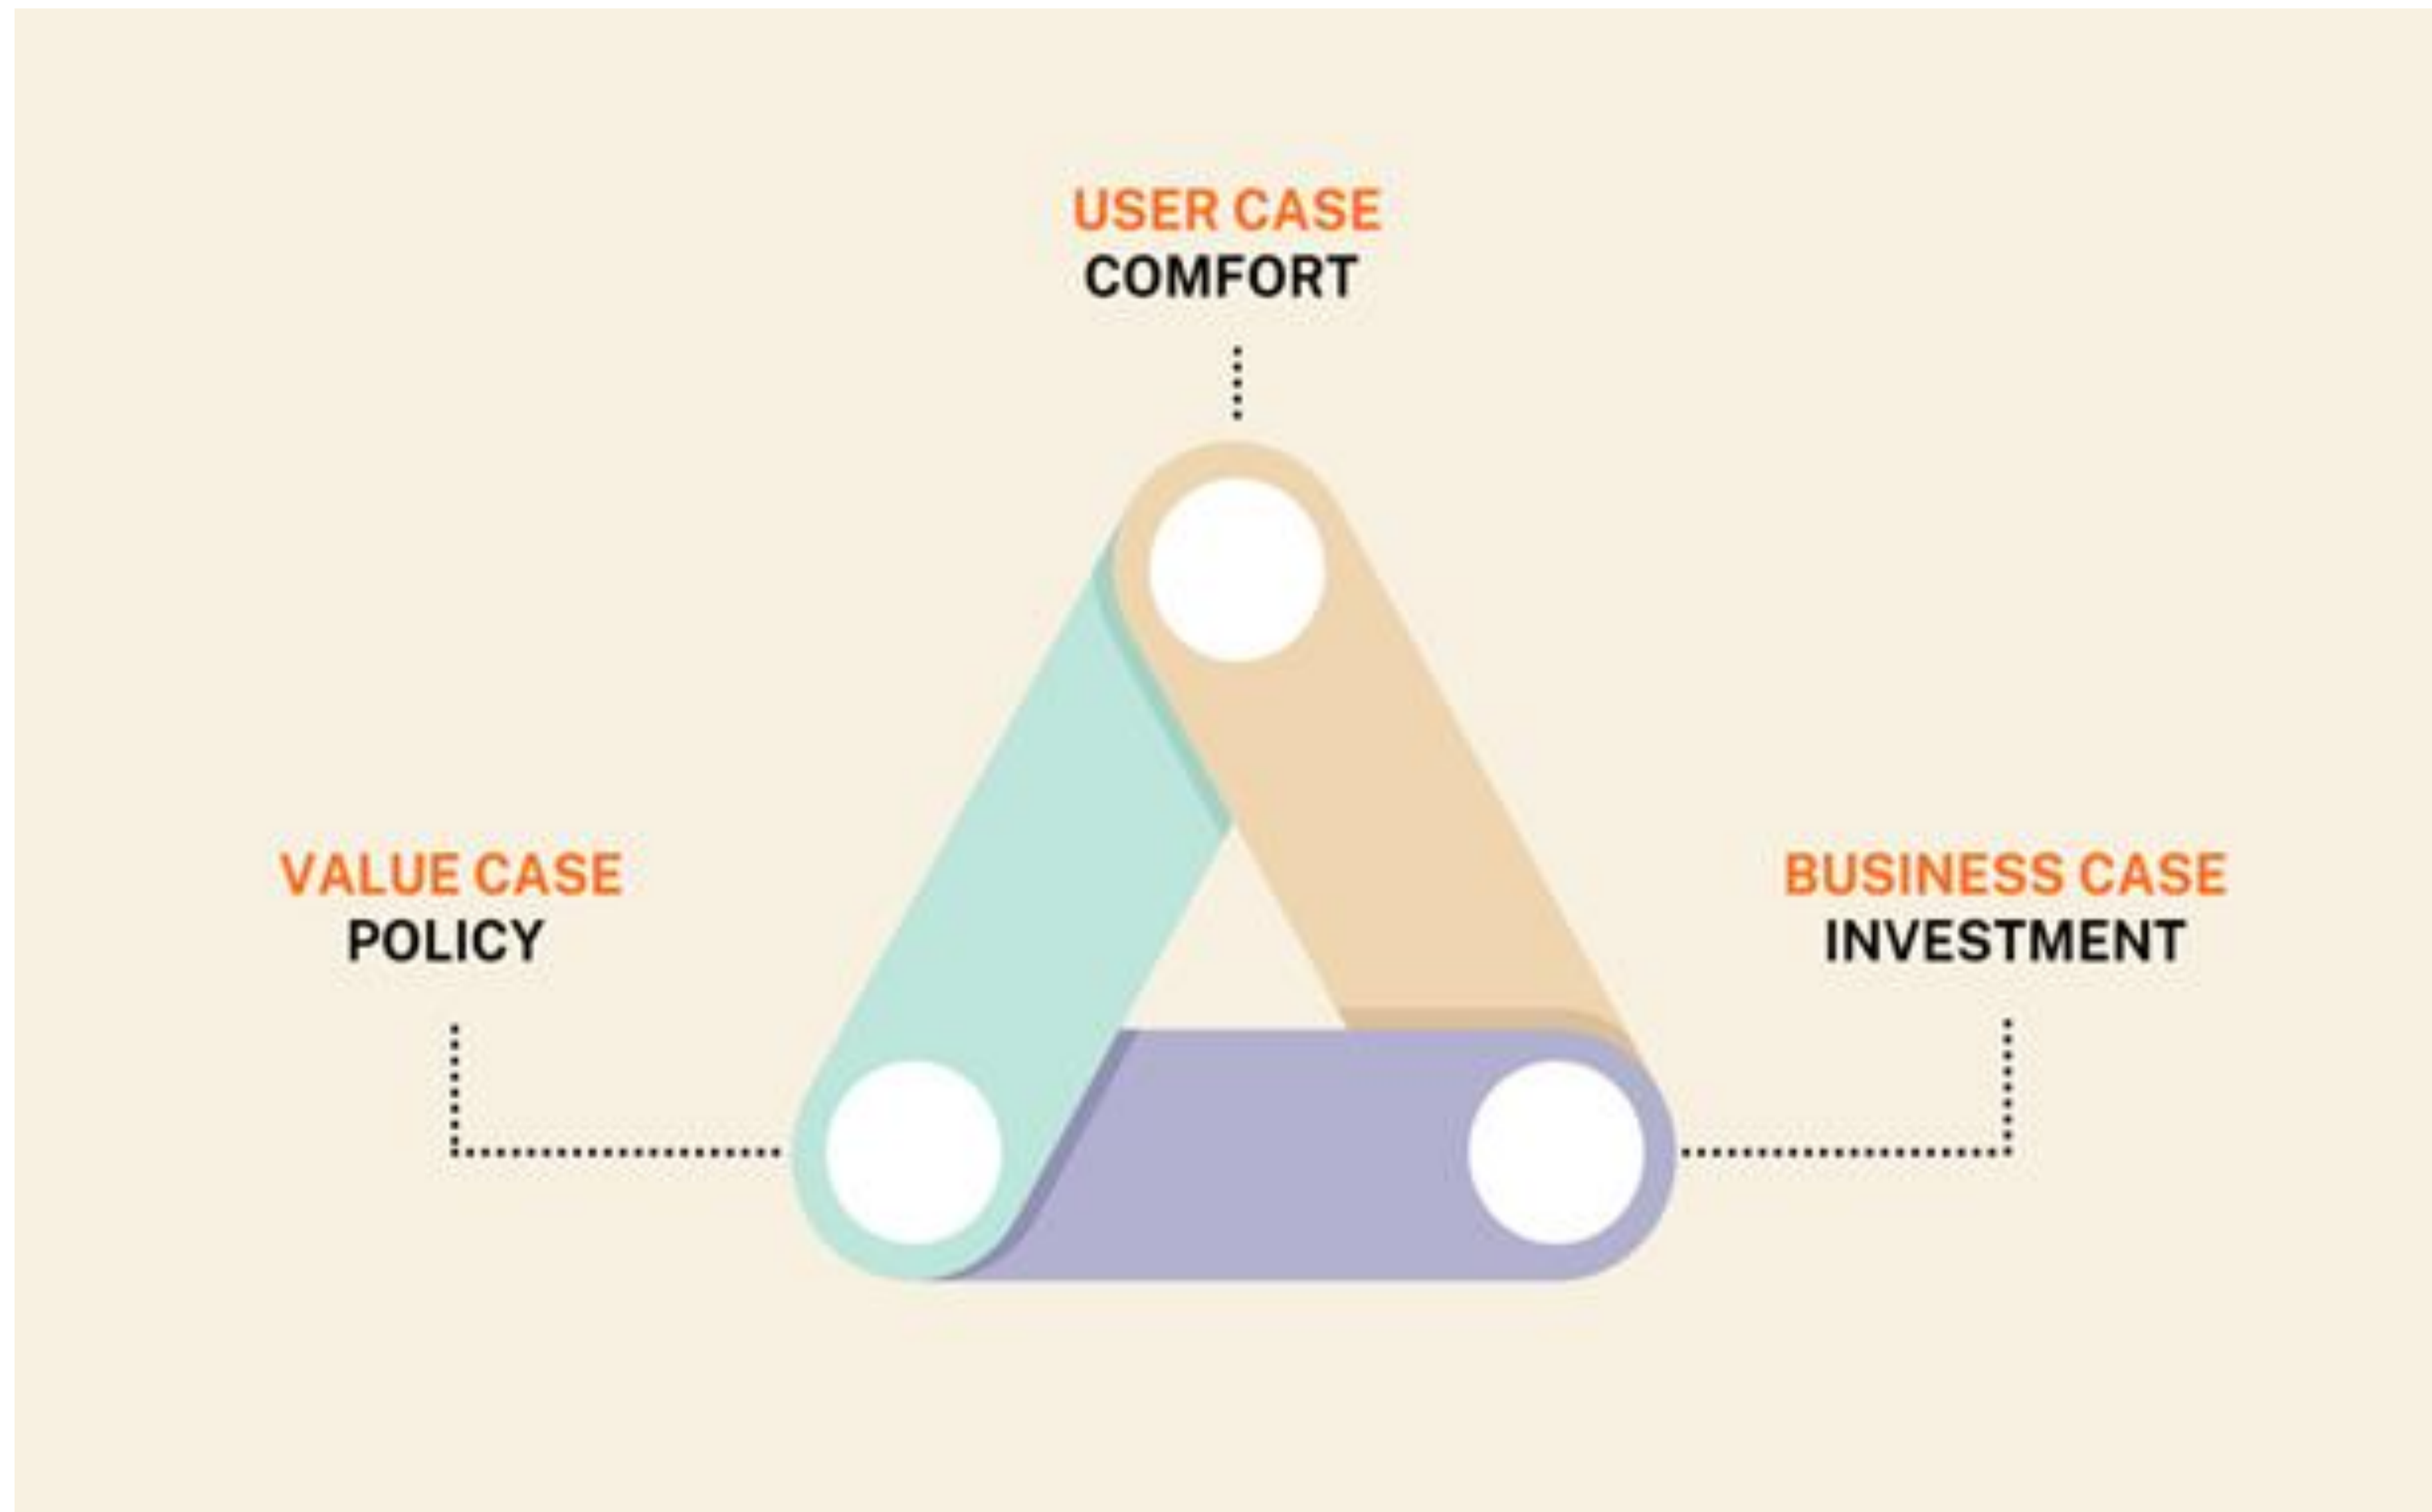 USER CASE
COMFORT
VALUE CASE
POLICY
BUSINESS CASE
INVESTMENT